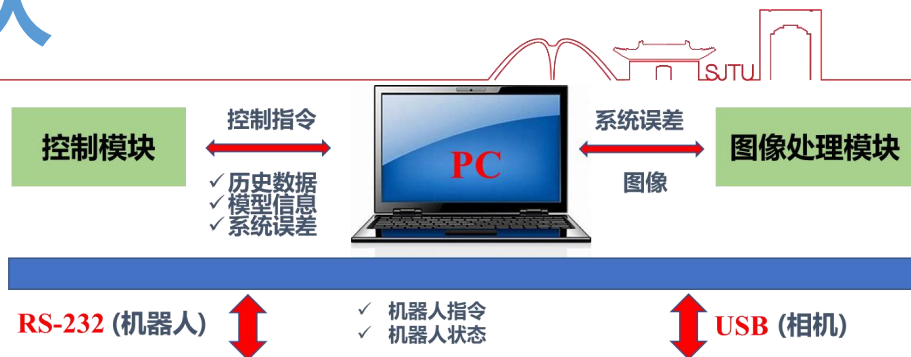 人
SJTU
控制模块
控制指令
历史数据
模型信息
系统误差
PC
系统误差
图像
图像处理模块
RS-232 (机器人)
机器人指令
机器人状态
USB (相机)